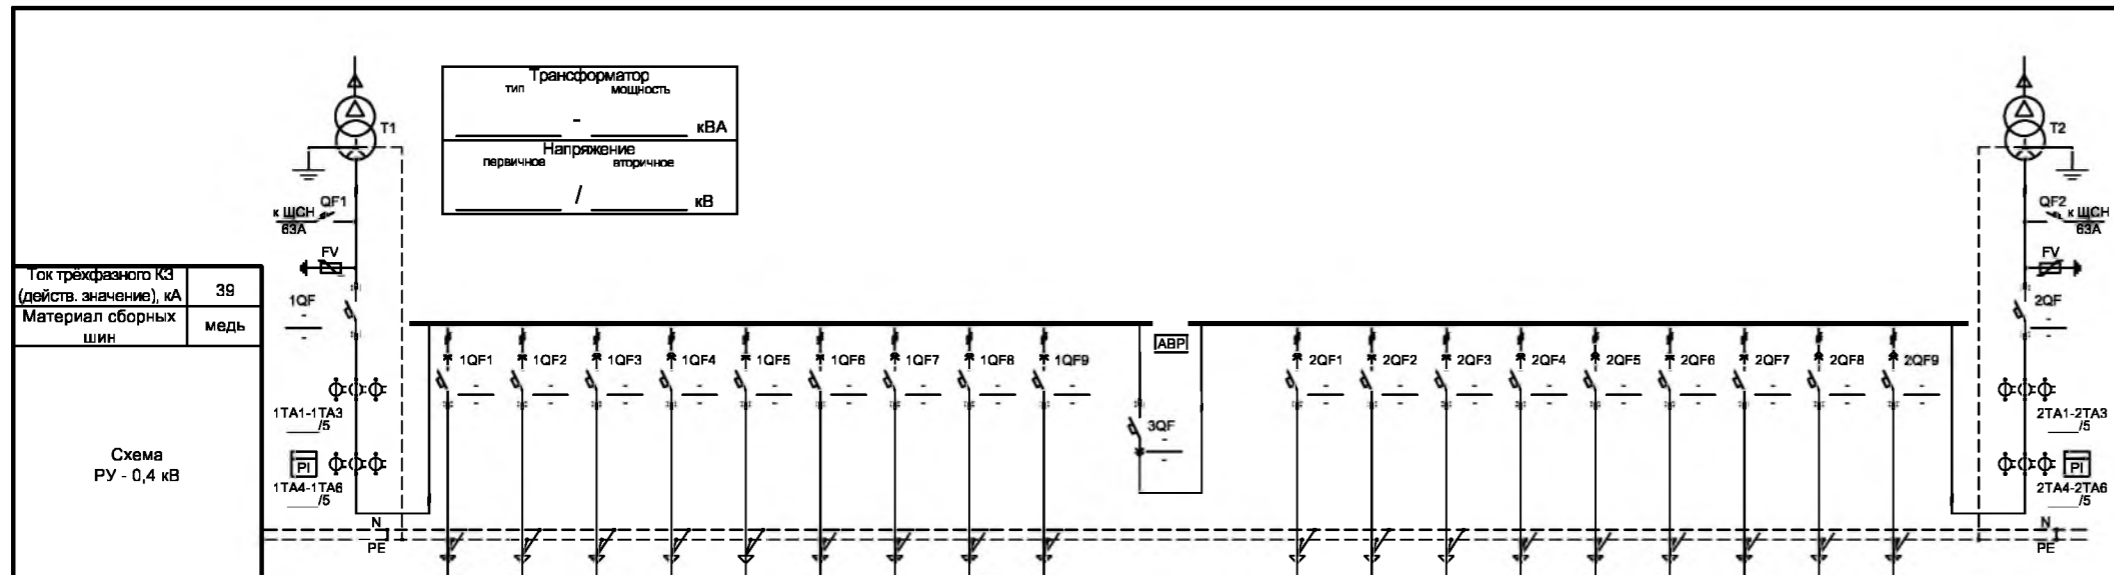 Трансформатор
тип мощность
- кВА
Напряжение
первичное вторичное
/ кВ
T1
T2
QF1
к ЩСН
63А
QF2
к ЩСН
63А
FV
FV
Ток трёхфазного КЗ
(действ. значение), кА
39
Материал сборных
шин
медь
Схема
РУ - 0,4 кВ
1QF
-
-
2QF
-
-
АВР
1QF1 1QF2 1QF3 1QF4 1QF5 1QF6 1QF7 1QF8 1QF9
- - - - - - - - -
- - - - - - - - -
2QF1 2QF2 2QF3 2QF4 2QF5 2QF6 2QF7 2QF8 2QF9
- - - - - - - - -
- - - - - - - - -
3QF
-
-
1TA1-1TA3
/5
PI
1TA4-1TA6
/5
2TA1-2TA3
/5
PI
2TA4-2TA6
/5
N
PE
N
PE